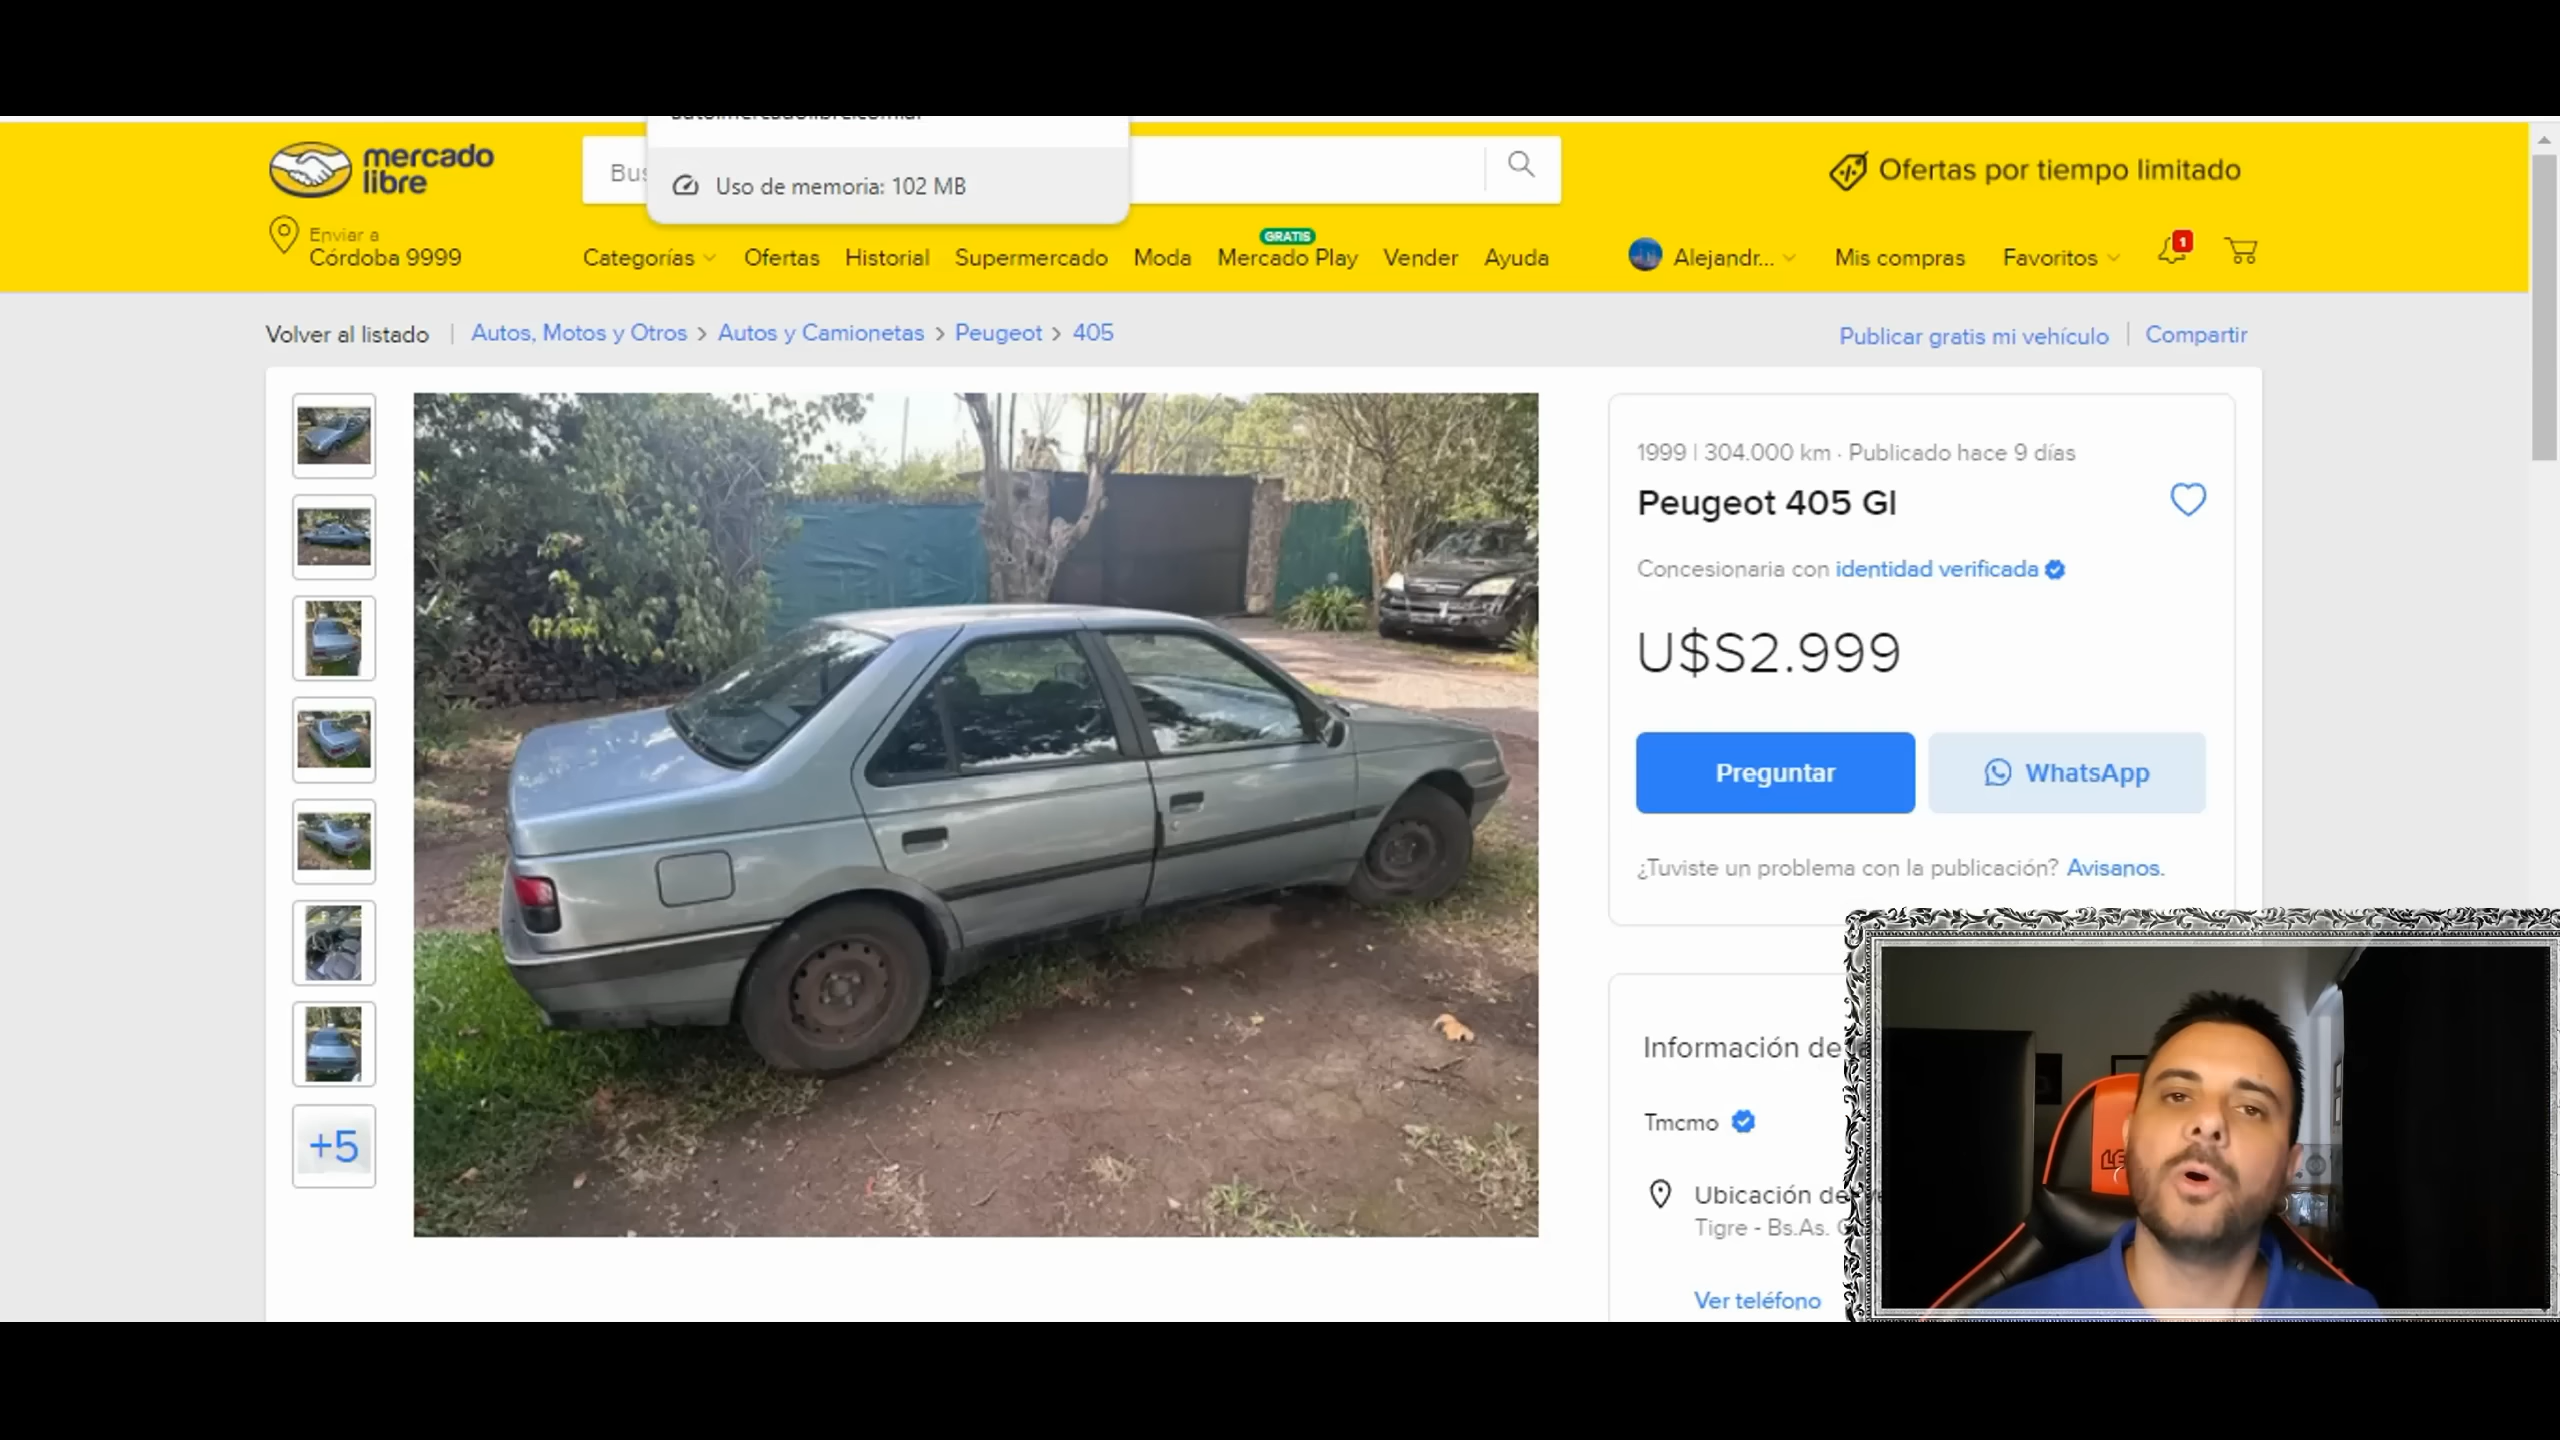 mercado
libre
Uso de memoria: 102 MB
Ofertas por tiempo limitado
Enviar a
Córdoba 9999
Categorías
Ofertas
Historial
Supermercado
Moda
GRATIS
Mercado Play
Vender
Ayuda
Alejandr...
Mis compras
Favoritos
1
Volver al listado | Autos, Motos y Otros > Autos y Camionetas > Peugeot > 405
Publicar gratis mi vehículo | Compartir
1999 | 304.000 km · Publicado hace 9 días
Peugeot 405 Gl
Concesionaria con identidad verificada
U$S2.999
Preguntar
WhatsApp
¿Tuviste un problema con la publicación? Avisanos.
+5
Información de
Tmcmo
Ubicación de
Tigre - Bs.As.
Ver teléfono